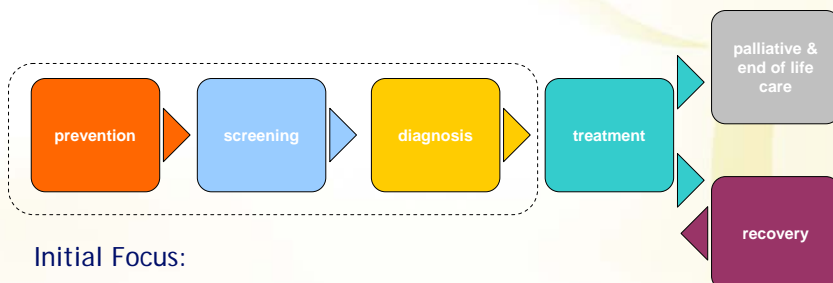 prevention
screening
diagnosis
treatment
palliative &
end of life
care
recovery
Initial Focus: